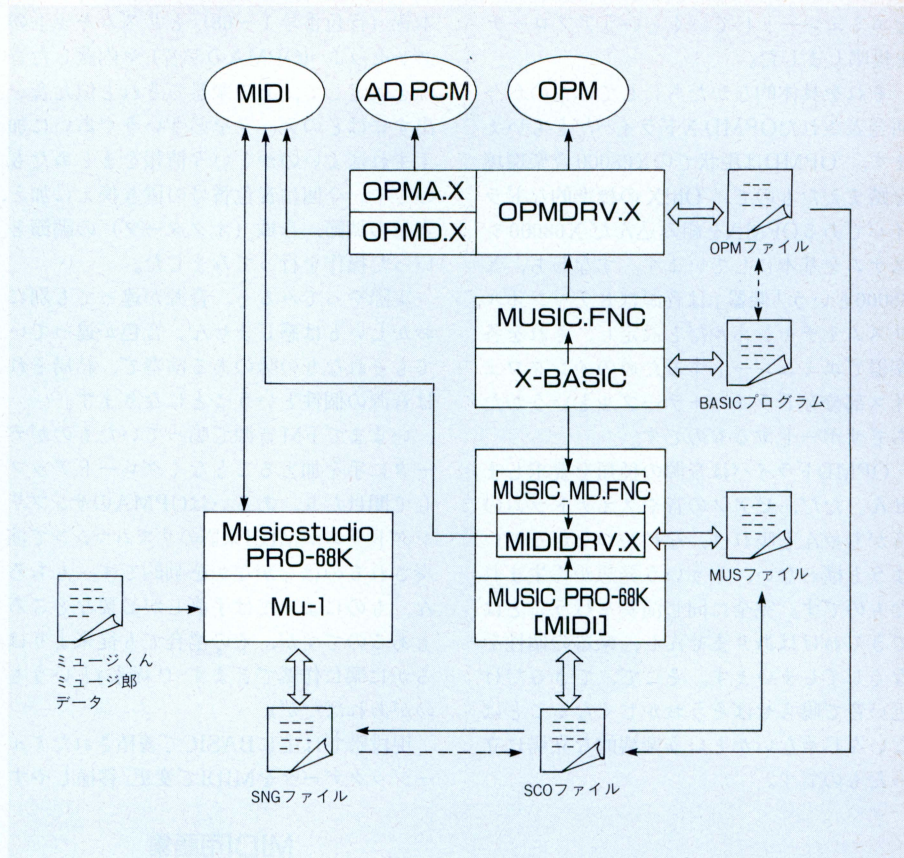 MIDI
AD PCM
OPM
OPMA.X
OPMD.X
OPMDRV.X
OPMファイル
MUSIC.FNC
X-BASIC
BASICプログラム
MUSIC_MD.FNC
MIDIDRV.X
MUSIC PRO-68K
[MIDI]
MUSファイル
Musicstudio
PRO-68K
Mu-1
ミュージくん
ミュージ郎
データ
SNGファイル
SCOファイル